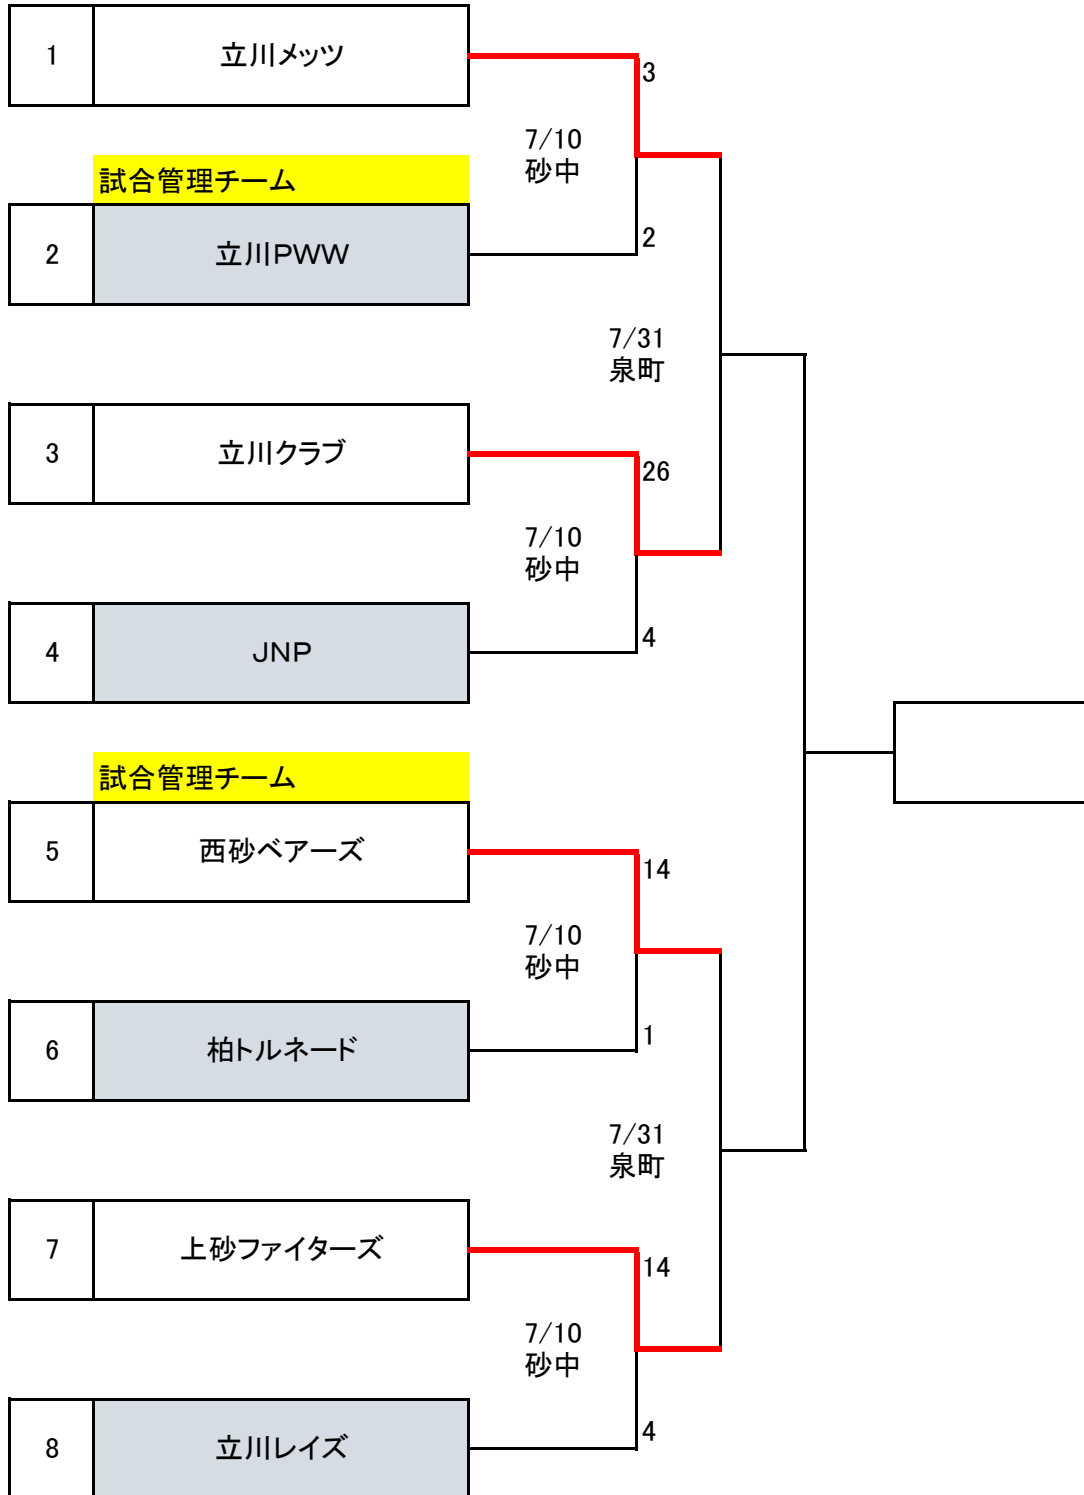 1
立川メッツ
3
7/10
砂中
試合管理チーム
2
立川PWW
2
7/31
泉町
3
立川クラブ
26
7/10
砂中
4
JNP
4
試合管理チーム
5
西砂ベアーズ
14
7/10
砂中
6
柏トルネード
1
7/31
泉町
7
上砂ファイターズ
14
7/10
砂中
8
立川レイズ
4